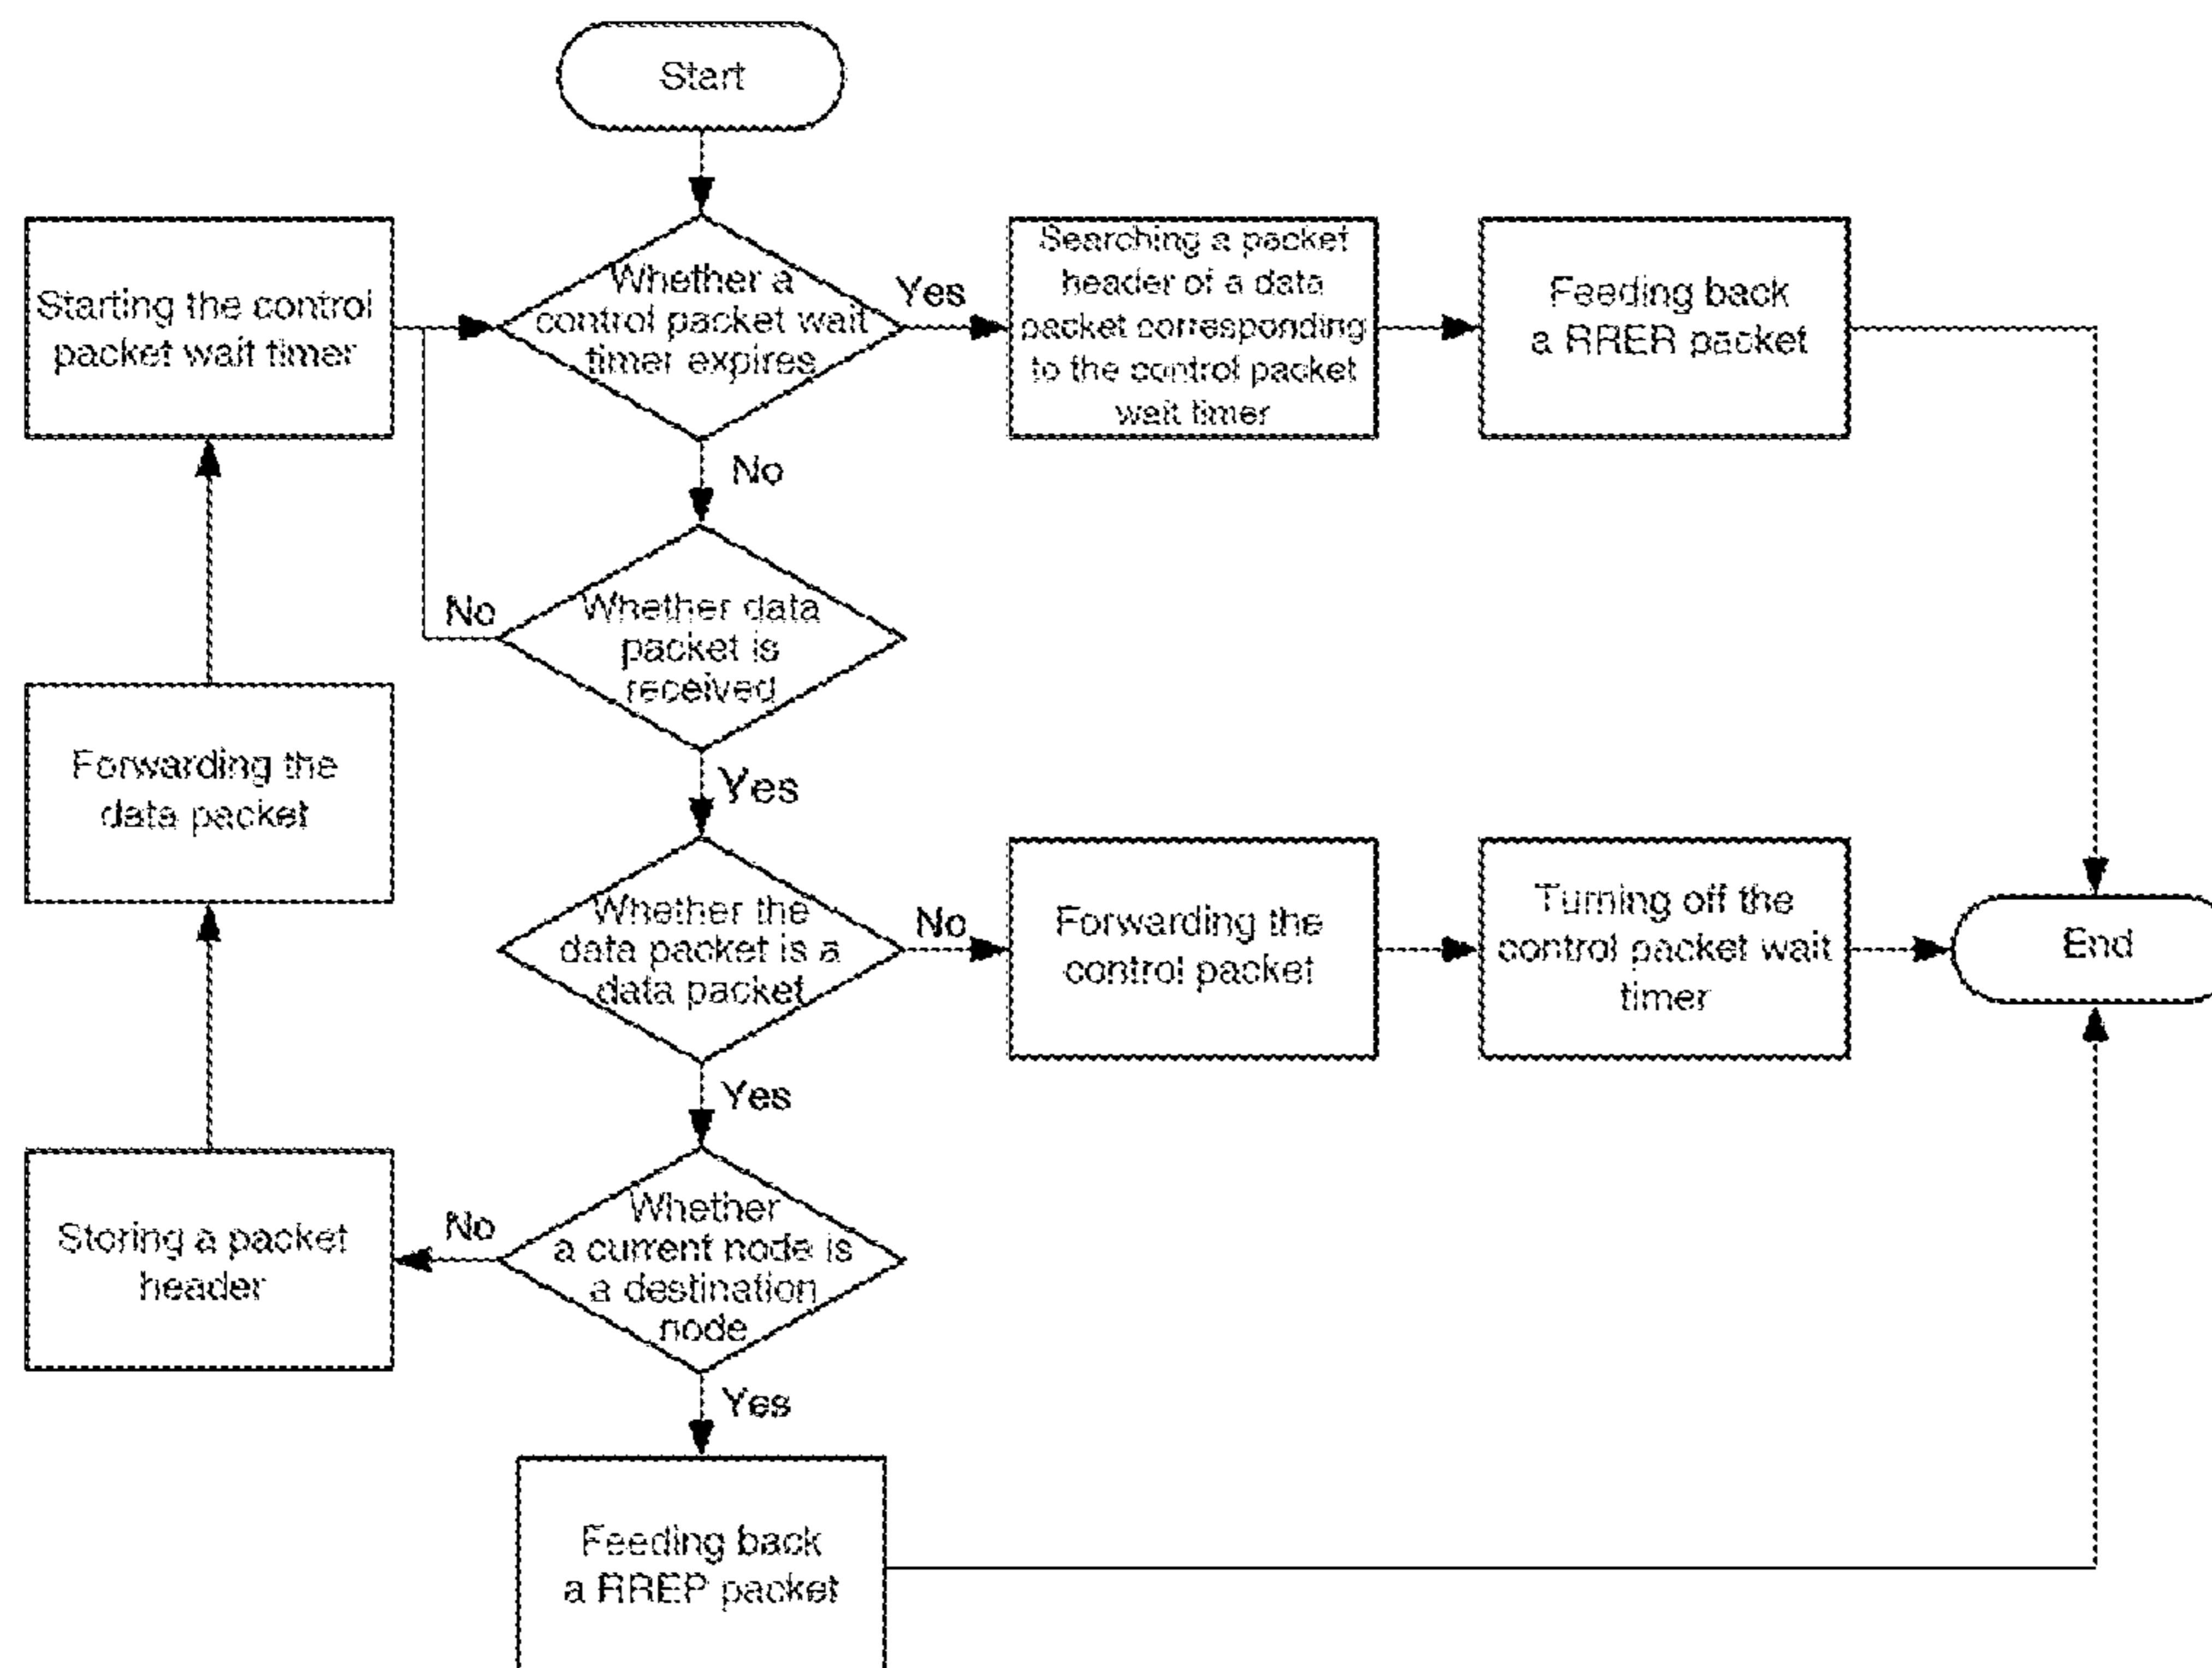 Start
Starting the control
packet wait timer
Whether a
control packet wait
timer expires
Yes
Searching a packet
header of a data
packet corresponding
to the control packet
wait timer
Feeding back
a RRER packet
No
No
Whether data
packet is
received
Forwarding the
data packet
Yes
Whether the
data packet is a
data packet
No
Forwarding the
control packet
Turning off the
control packet wait
timer
End
Yes
Storing a packet
header
No
Whether
a current node is
a destination
node
Yes
Feeding back
a RREP packet